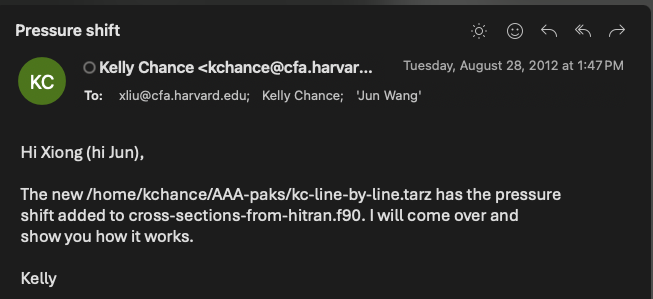 Pressure shift
KC
Kelly Chance <kchance@cfa.harvar...
Tuesday, August 28, 2012 at 1:47 PM
To: xliu@cfa.harvard.edu; Kelly Chance; 'Jun Wang'
Hi Xiong (hi Jun),
The new /home/kchance/AAA-paks/kc-line-by-line.tarz has the pressure
shift added to cross-sections-from-hitran.f90. I will come over and
show you how it works.
Kelly